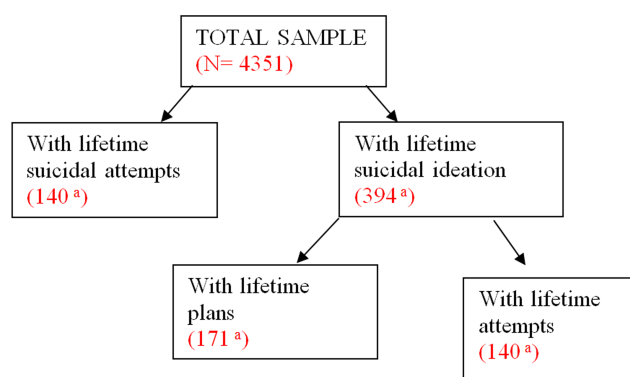 TOTAL SAMPLE
(N= 4351)
With lifetime
suicidal attempts
(140 a)
With lifetime
suicidal ideation
(394 a)
With lifetime
plans
(171 a)
With lifetime
attempts
(140 a)